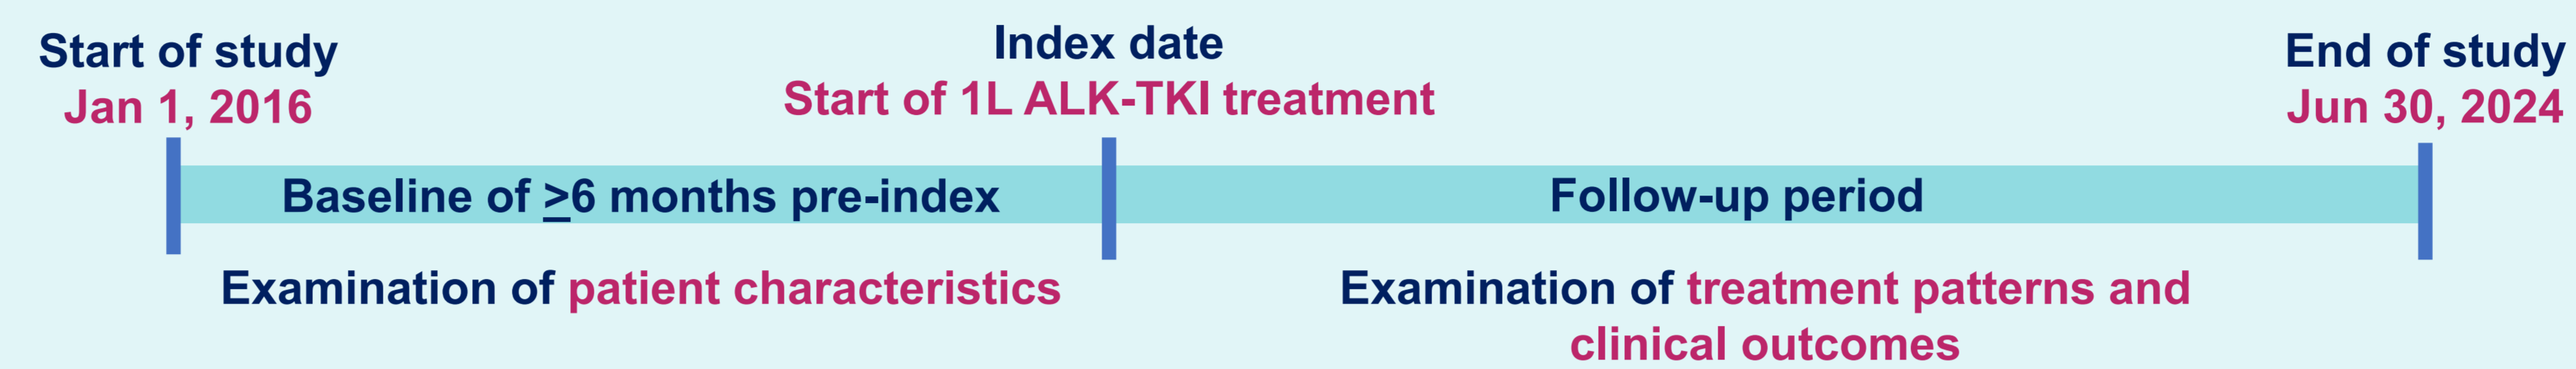 Start of study
Jan 1, 2016
Index date
Start of 1L ALK-TKI treatment
End of study
Jun 30, 2024
Baseline of ≥6 months pre-index
Follow-up period
Examination of patient characteristics
Examination of treatment patterns and
clinical outcomes